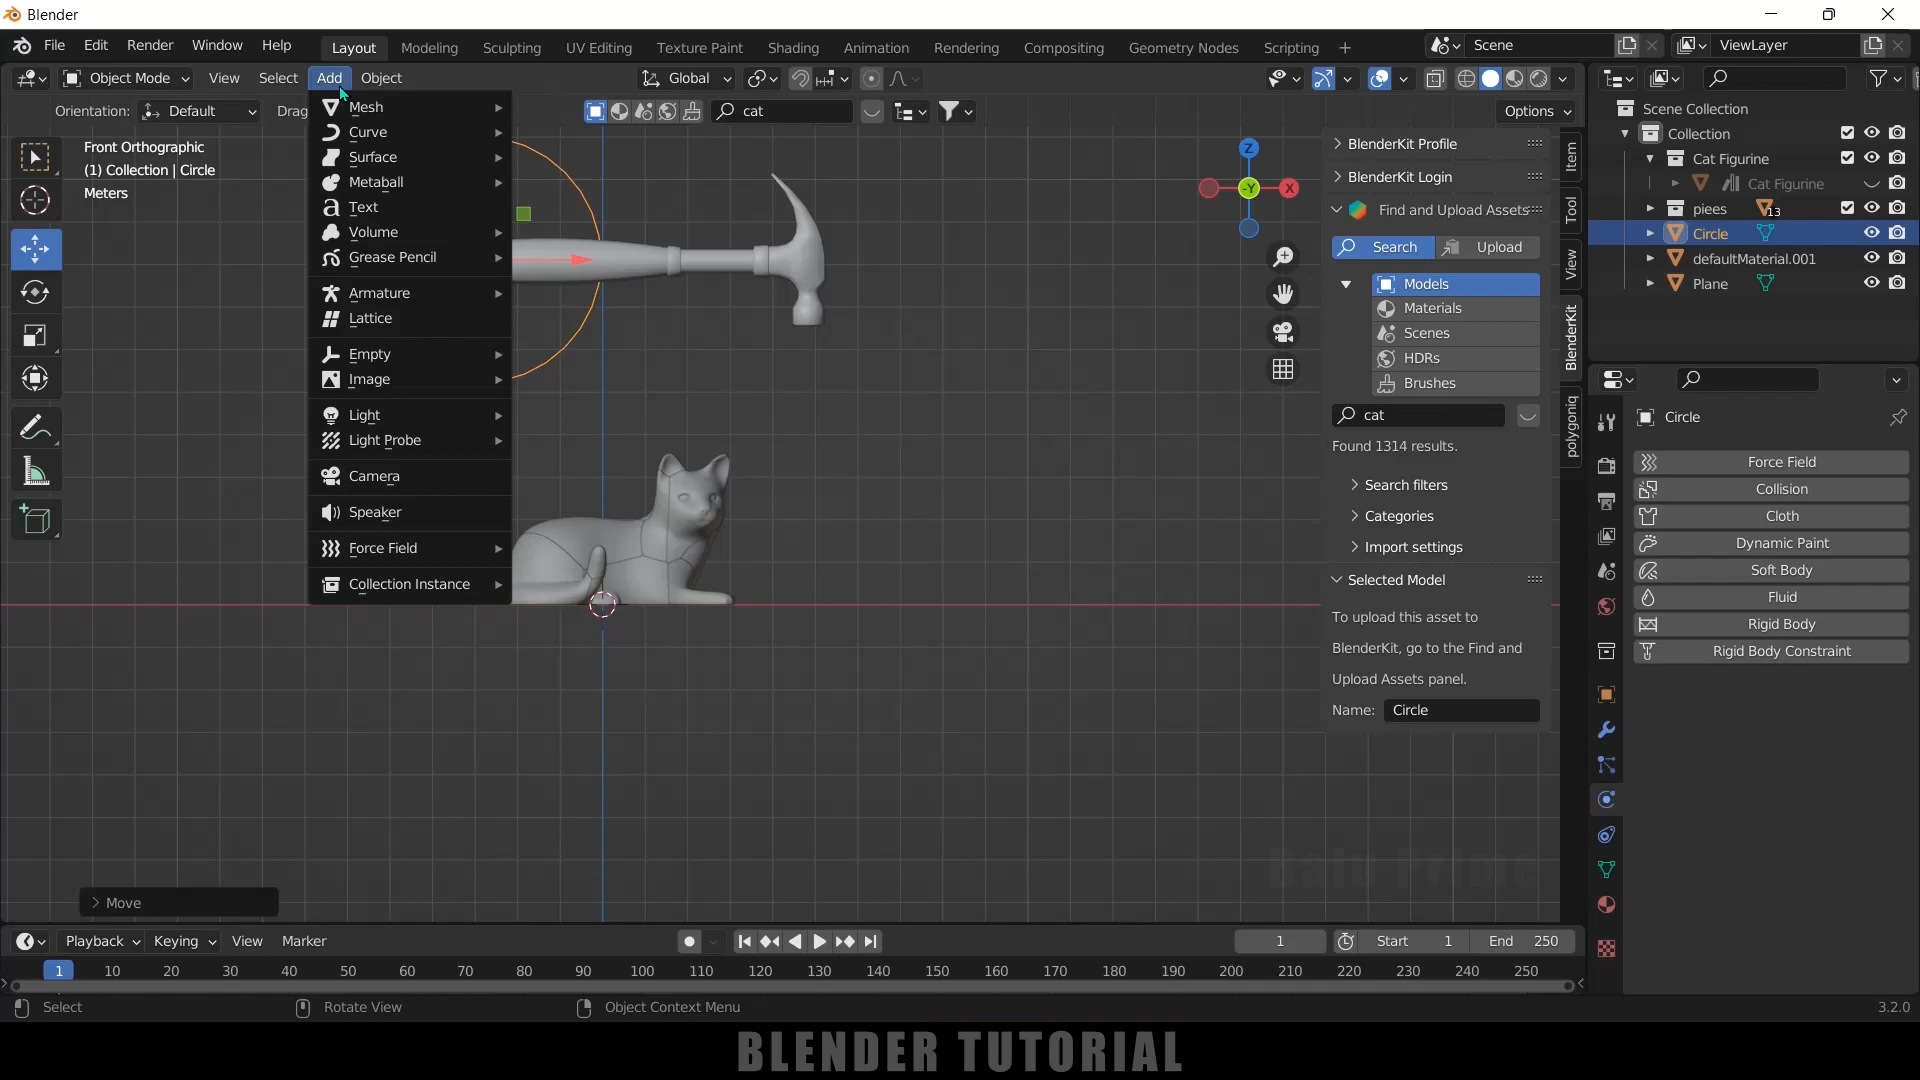 Blender
File Edit Render Window Help Layout Modeling Sculpting UV Editing Texture Paint Shading Animation Rendering Compositing Geometry Nodes Scripting + Scene ViewLayer
Object Mode View Select Add Object Global
Orientation: Default Drag cat Options
Front Orthographic
(1) Collection | Circle
Meters
Mesh
Curve
Surface
Metaball
Text
Volume
Grease Pencil
Armature
Lattice
Empty
Image
Light
Light Probe
Camera
Speaker
Force Field
Collection Instance
Z
-Y
X
BlenderKit Profile
BlenderKit Login
Find and Upload Assets
Search Upload
Models
Materials
Scenes
HDRs
Brushes
cat
Found 1314 results.
Search filters
Categories
Import settings
Selected Model
To upload this asset to
BlenderKit, go to the Find and
Upload Assets panel.
Name: Circle
Item
Tool
View
BlenderKit
polygoniq
Scene Collection
Collection
Cat Figurine
Cat Figurine
piees 13
Circle
defaultMaterial.001
Plane
Circle
Force Field
Collision
Cloth
Dynamic Paint
Soft Body
Fluid
Rigid Body
Rigid Body Constraint
Balu Prime
Move
Playback Keying View Marker 1 Start 1 End 250
1 10 20 30 40 50 60 70 80 90 100 110 120 130 140 150 160 170 180 190 200 210 220 230 240 250
Select Rotate View Object Context Menu 3.2.0
BLENDER TUTORIAL